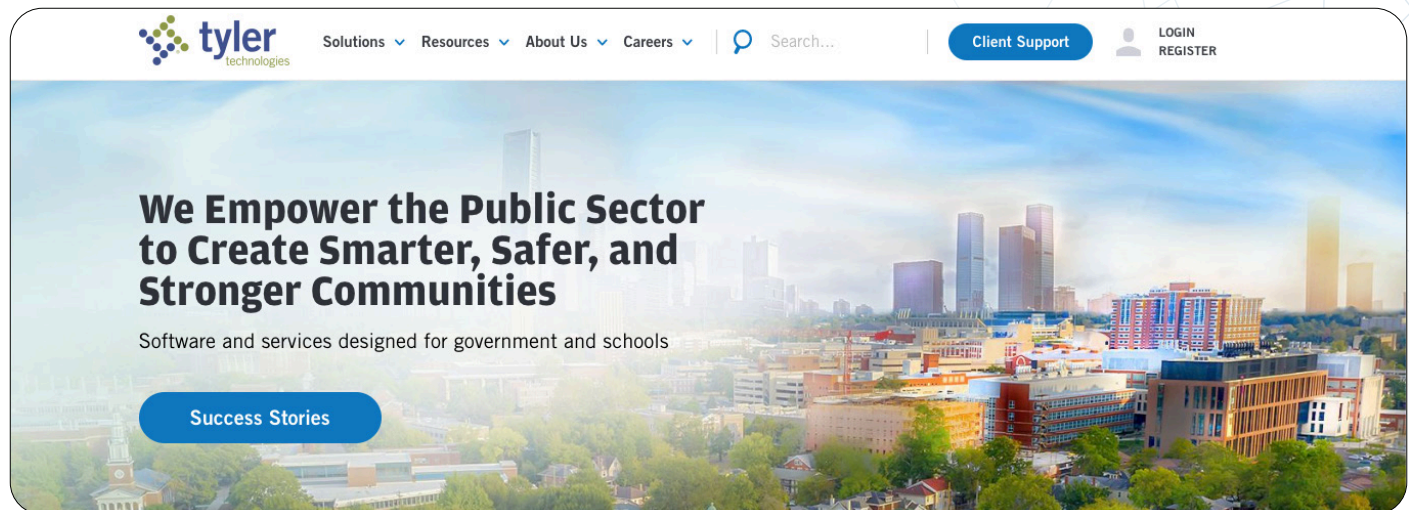 tyler
technologies
Solutions Resources About Us Careers Search... Client Support
LOGIN
REGISTER
We Empower the Public Sector
to Create Smarter, Safer, and
Stronger Communities
Software and services designed for government and schools
Success Stories